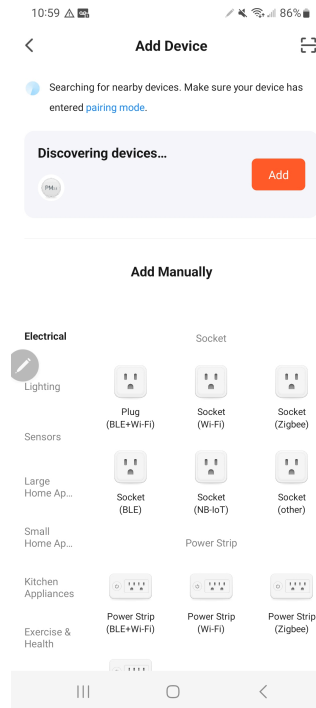 10:59
86%
Add Device
Searching for nearby devices. Make sure your device has
entered pairing mode.
Discovering devices...
Add
Add Manually
Electrical
Socket
Lighting
Plug
(BLE+Wi-Fi)
Socket
(Wi-Fi)
Socket
(Zigbee)
Sensors
Large
Home Ap...
Socket
(BLE)
Socket
(NB-IoT)
Socket
(other)
Small
Home Ap...
Power Strip
Kitchen
Appliances
Power Strip
(BLE+Wi-Fi)
Power Strip
(Wi-Fi)
Power Strip
(Zigbee)
Exercise &
Health